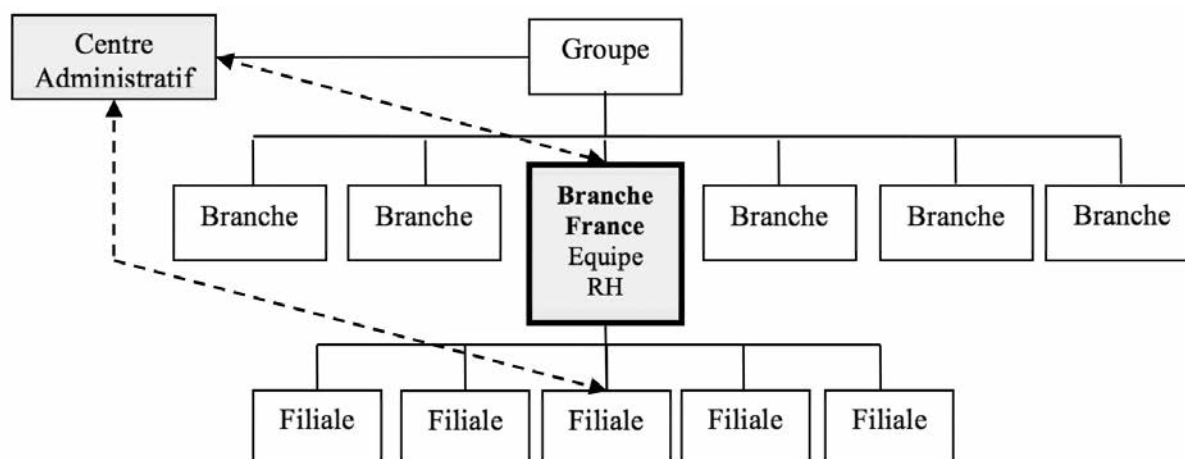 Centre
Administratif
Groupe
Branche
Branche
Branche
France
Equipe
RH
Branche
Branche
Branche
Filiale
Filiale
Filiale
Filiale
Filiale